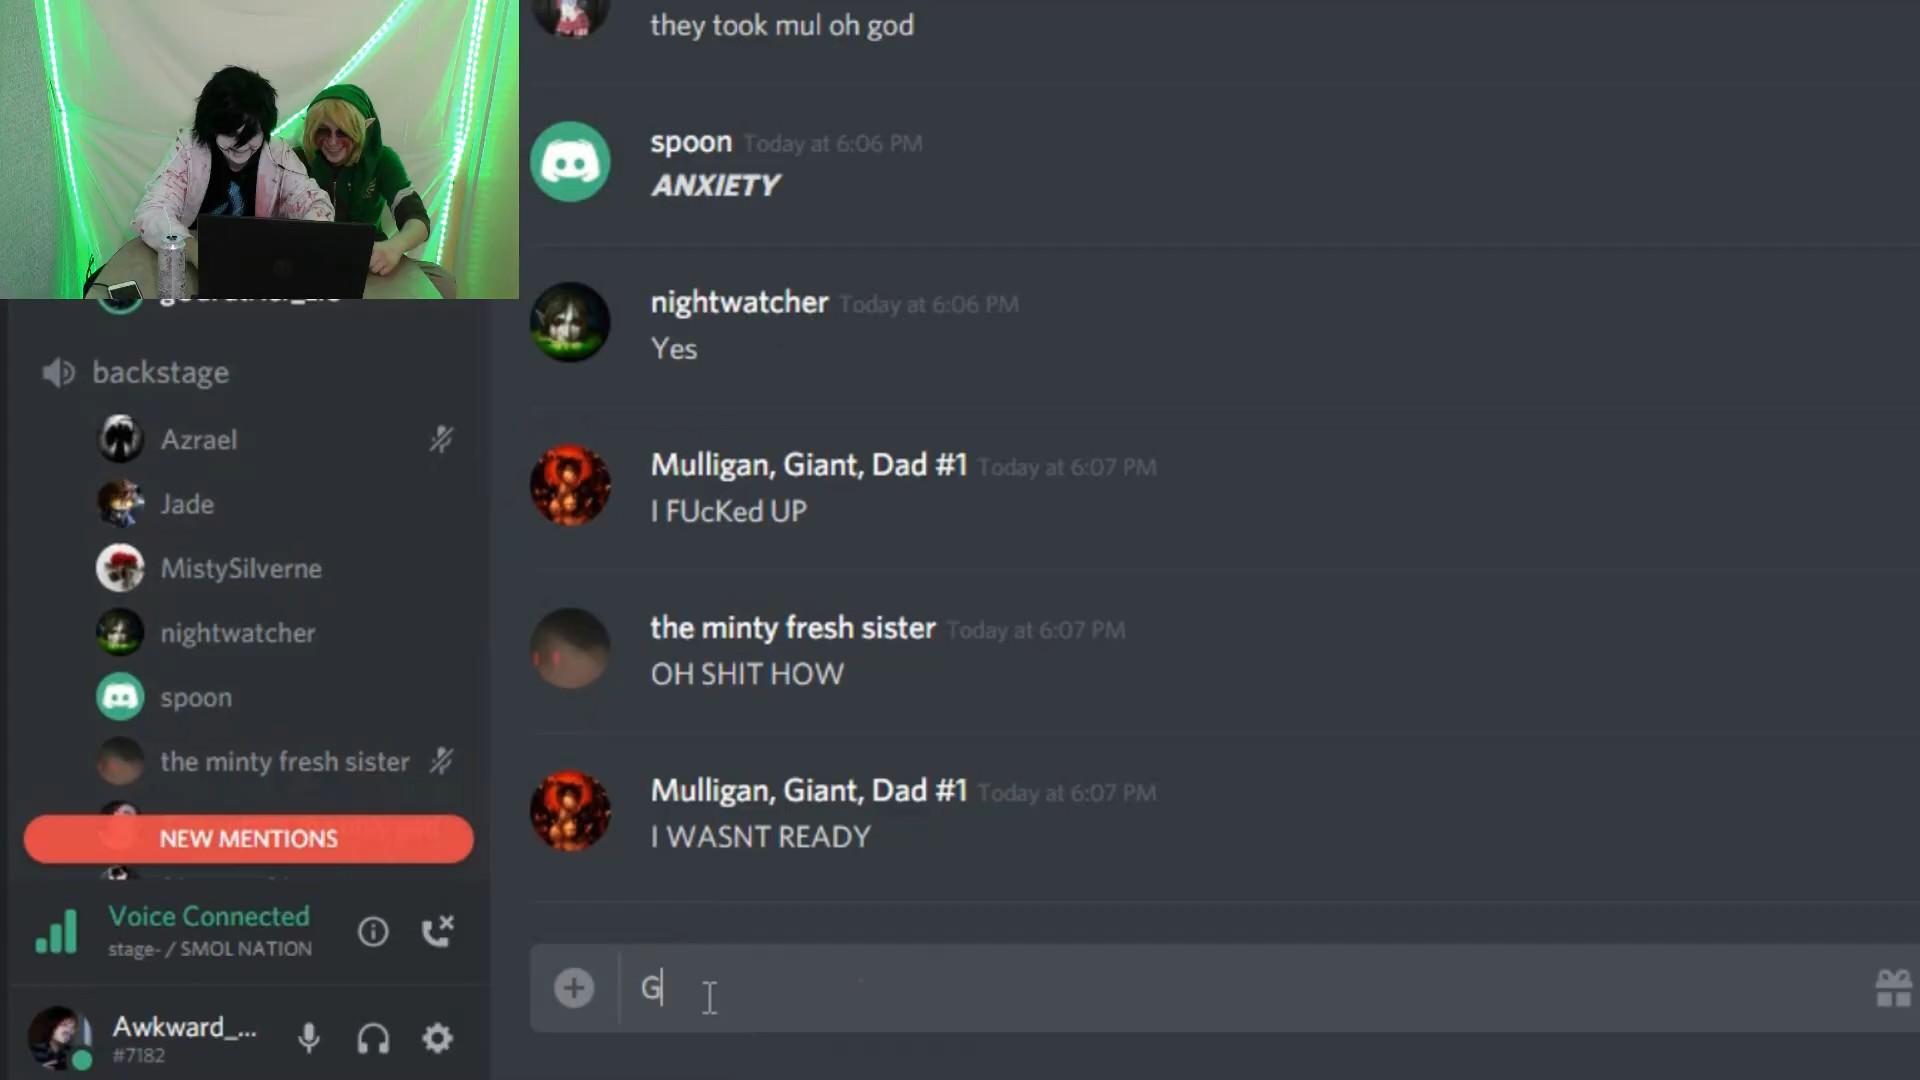 they took mul oh god
spoon Today at 6:06 PM
ANXIETY
nightwatcher Today at 6:06 PM
Yes
Mulligan, Giant, Dad #1 Today at 6:07 PM
I FUcKed UP
the minty fresh sister Today at 6:07 PM
OH SHIT HOW
Mulligan, Giant, Dad #1 Today at 6:07 PM
I WASNT READY
G
backstage
Azrael
Jade
MistySilverne
nightwatcher
spoon
the minty fresh sister
NEW MENTIONS
Voice Connected
stage- / SMOL NATION
Awkward_...
#7182